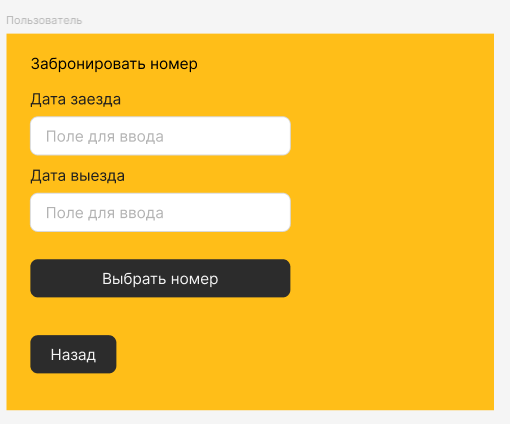 Пользователь
Забронировать номер
Дата заезда
Поле для ввода
Дата выезда
Поле для ввода
Выбрать номер
Назад